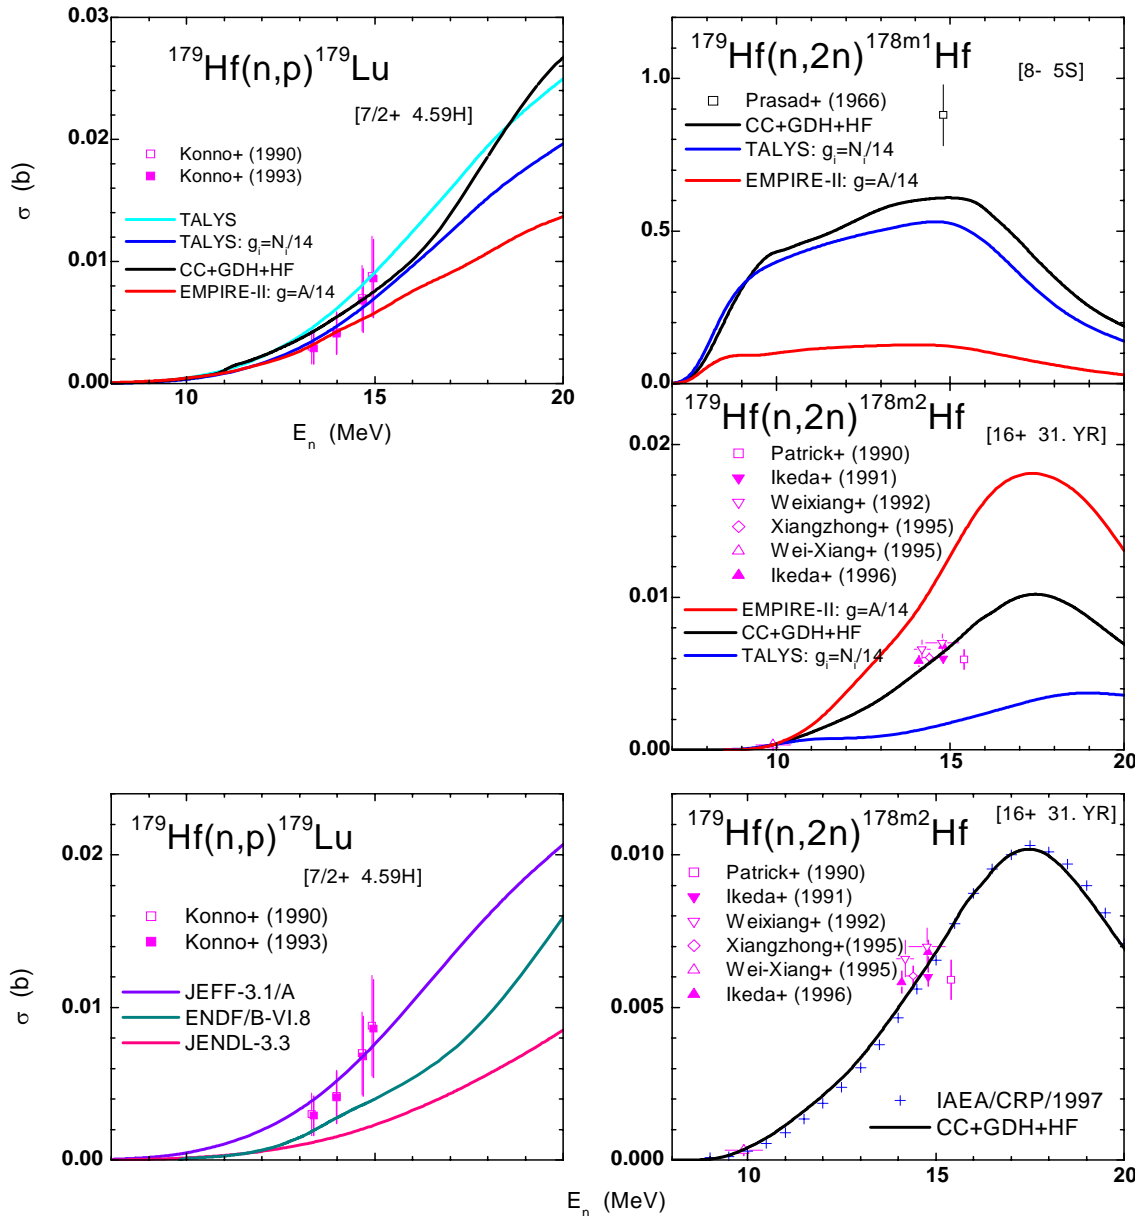 0.03
0.02
0.01
0.00
10
15
20
179Hf(n,p)179Lu
[7/2+ 4.59H]
Konno+ (1990)
Konno+ (1993)
TALYS
TALYS: gi=Ni/14
CC+GDH+HF
EMPIRE-II: g=A/14
σ (b)
En (MeV)
179Hf(n,2n)178m1Hf
[8- 5S]
1.0
0.5
0.0
Prasad+ (1966)
CC+GDH+HF
TALYS: gi=Ni/14
EMPIRE-II: g=A/14
179Hf(n,2n)178m2Hf
[16+ 31. YR]
0.02
0.01
0.00
Patrick+ (1990)
Ikeda+ (1991)
Weixiang+ (1992)
Xiangzhong+ (1995)
Wei-Xiang+ (1995)
Ikeda+ (1996)
EMPIRE-II: g=A/14
CC+GDH+HF
TALYS: gi=Ni/14
10
15
20
179Hf(n,p)179Lu
[7/2+ 4.59H]
0.02
0.01
0.00
Konno+ (1990)
Konno+ (1993)
JEFF-3.1/A
ENDF/B-VI.8
JENDL-3.3
σ (b)
179Hf(n,2n)178m2Hf
[16+ 31. YR]
0.010
0.005
0.000
Patrick+ (1990)
Ikeda+ (1991)
Weixiang+ (1992)
Xiangzhong+(1995)
Wei-Xiang+ (1995)
Ikeda+ (1996)
IAEA/CRP/1997
CC+GDH+HF
10
15
20
En (MeV)